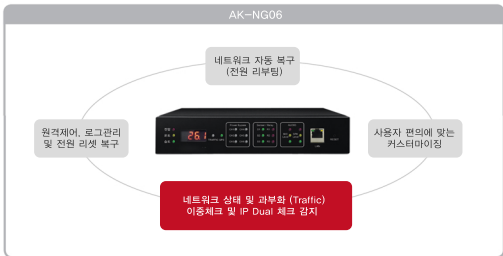 AK-NG06
네트워크 자동 복구
(전원 리부팅)
원격제어, 로그관리
및 전원 리셋 복구
261
사용자 편의에 맞는
커스터마이징
네트워크 상태 및 과부화 (Traffic)
이중체크 및 IP Dual 체크 감지